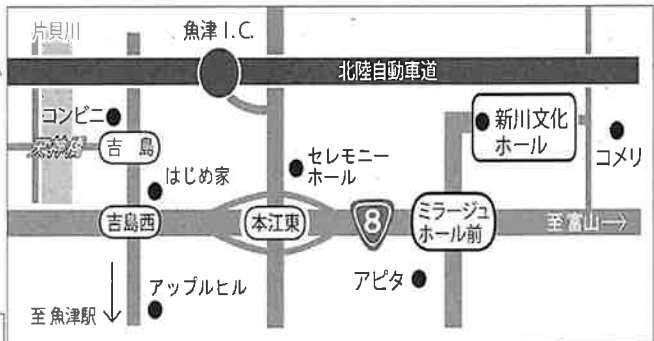 片貝川
魚津 I.C.
北陸自動車道
コンビニ
天神橋
吉島
新川文化
ホール
コメリ
はじめ家
セレモニー
ホール
吉島西
本江東
8
ミラージュ
ホール前
至富山→
アピタ
アップルヒル
至魚津駅